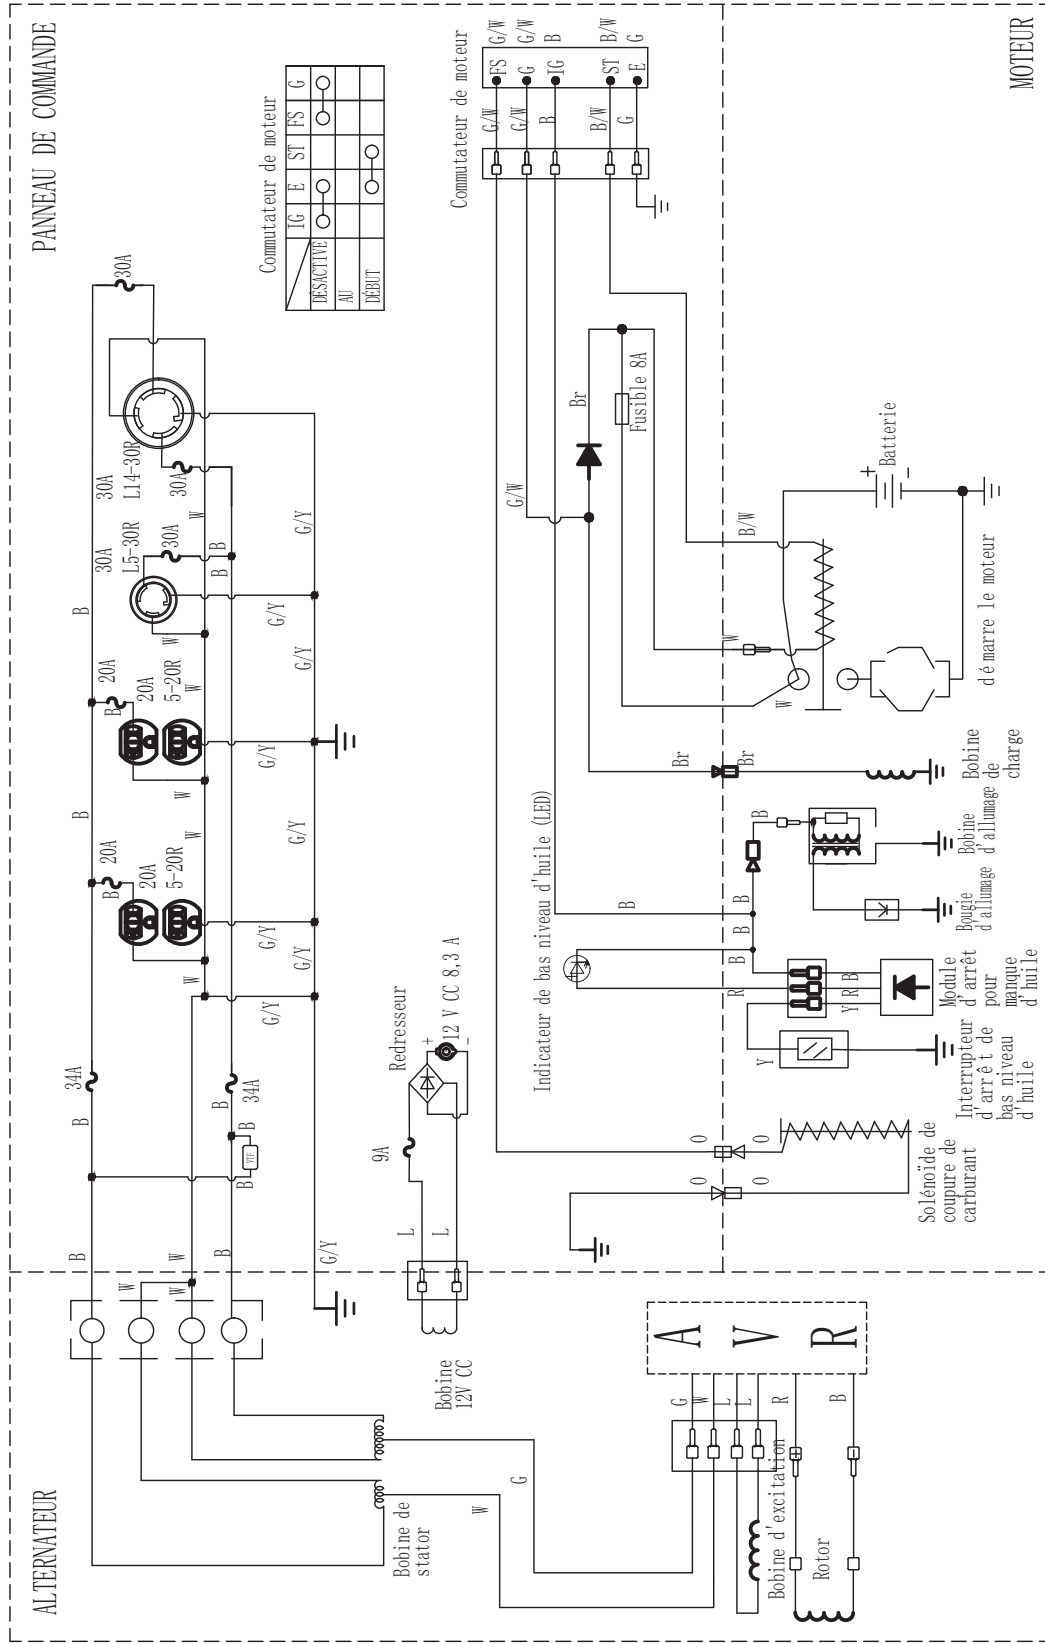 ALTERNATEUR
PANNEAU DE COMMANDE
MOTEUR
B
B
34A
B
B
20A
B
20A
B
20A
5-20R
20A
5-20R
30A
L5-30R
30A
30A
L14-30R
30A
30A
W
W
W
W
W
W
W
W
W
W
B
B
34A
B
B
VTF
B
B
G/Y
G/Y
G/Y
G/Y
G/Y
G/Y
G/Y
G/Y
G/Y
Commutateur de moteur
IG
E
ST
FS
G
DÉSACTIVÉ
AU
DÉBUT
Bobine de
stator
W
G
Bobine
12V CC
L
L
9A
Redresseur
+
12 V CC 8,3 A
-
A V R
G
W
L
L
R
B
Bobine d'excitation
Rotor
Commutateur de moteur
G/W
G/W
B
B/W
G
FS
G
IG
ST
E
G/W
G/W
B
B/W
G
Indicateur de bas niveau d'huile (LED)
G/W
Br
Fusible 8A
O
O
O
O
Solénoïde de
coupure de
carburant
Y
Interrupteur
d'arrêt de
bas niveau
d'huile
R
B
B
B
B
B
Y
R
B
Module
d'arrêt
pour
manque
d'huile
Bougie
d'allumage
Bobine
d'allumage
Br
Br
Bobine
de
charge
W
W
B/W
démarre le moteur
+
-
Batterie